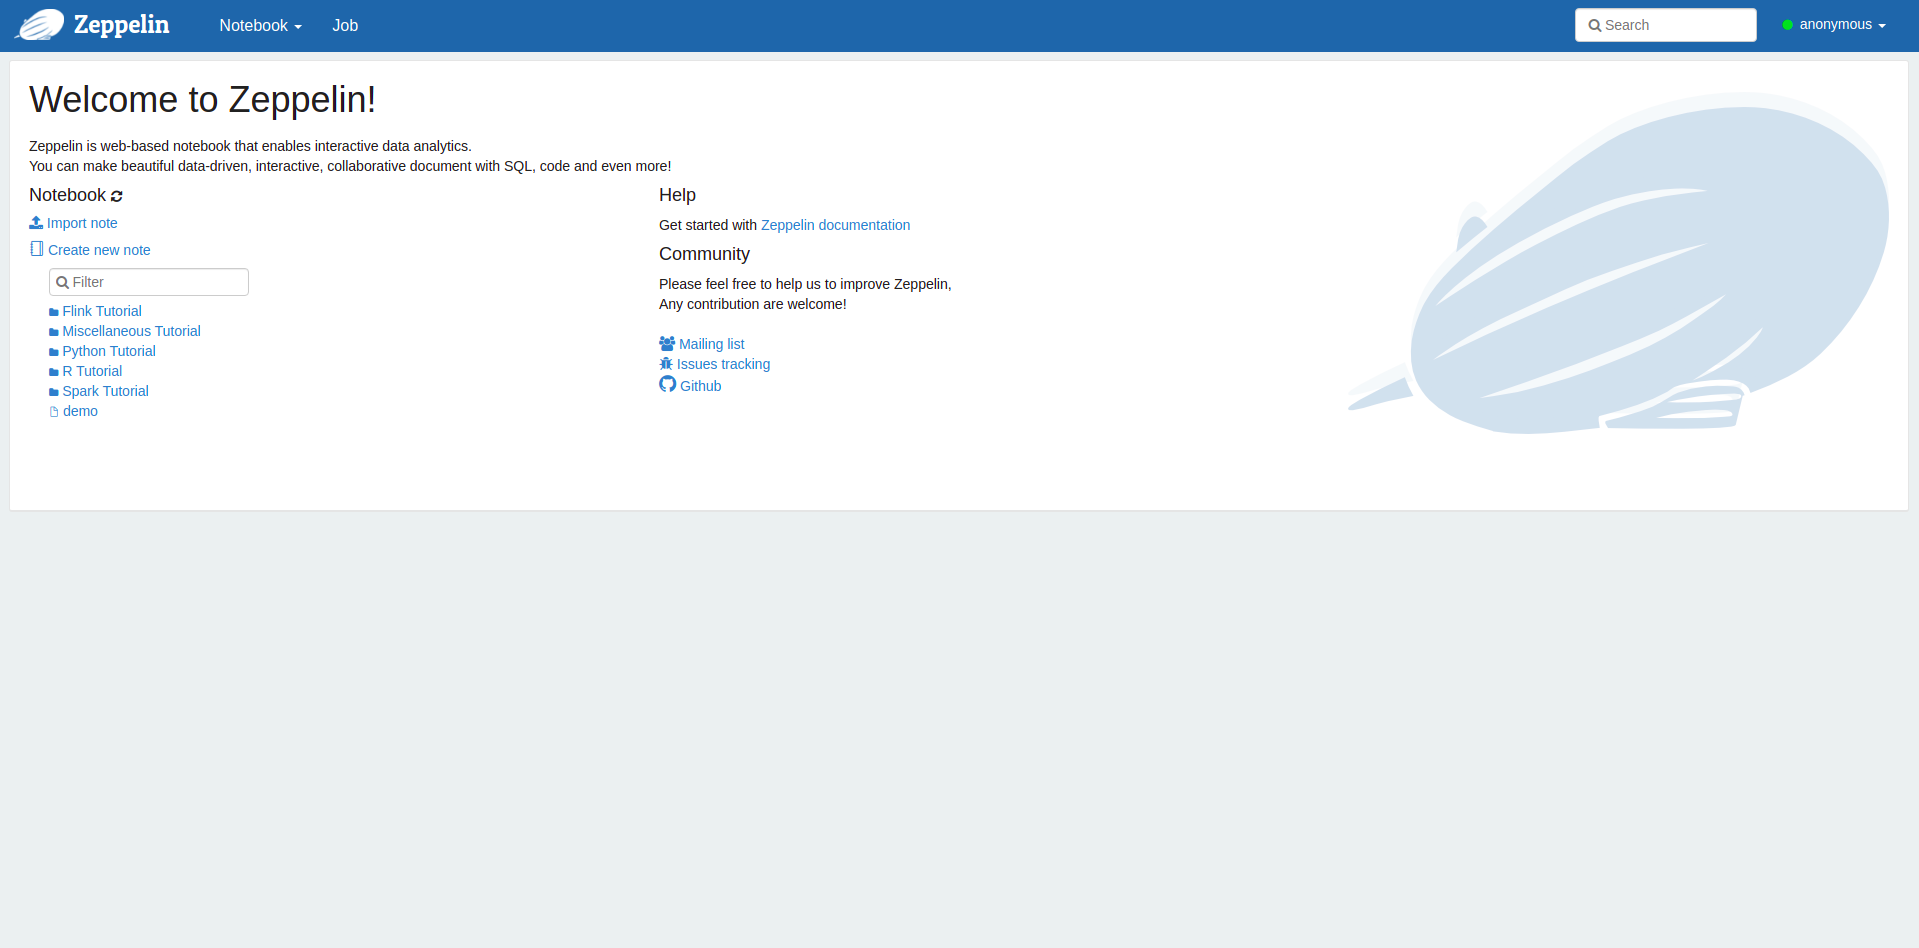 Zeppelin
Notebook
Job
Search
anonymous
Welcome to Zeppelin!
Zeppelin is web-based notebook that enables interactive data analytics.
You can make beautiful data-driven, interactive, collaborative document with SQL, code and even more!
Notebook
Import note
Create new note
Filter
Flink Tutorial
Miscellaneous Tutorial
Python Tutorial
R Tutorial
Spark Tutorial
demo
Help
Get started with Zeppelin documentation
Community
Please feel free to help us to improve Zeppelin,
Any contribution are welcome!
Mailing list
Issues tracking
Github